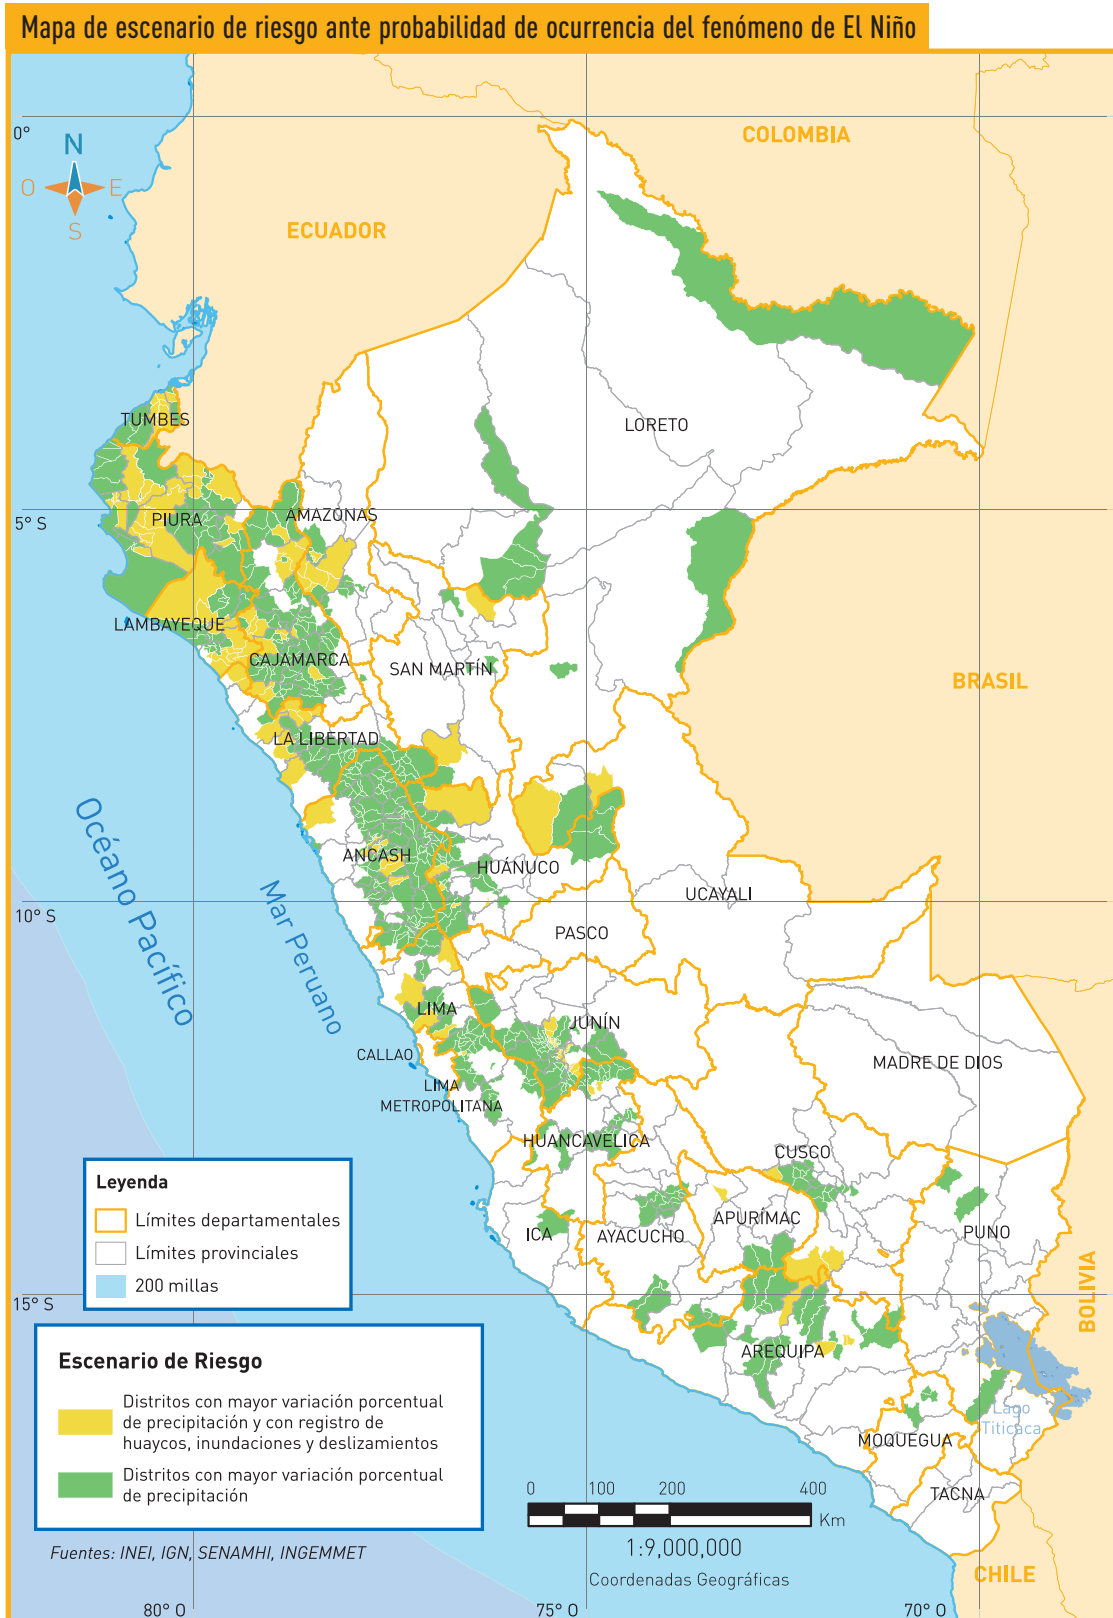 Mapa de escenario de riesgo ante probabilidad de ocurrencia del fenómeno de El Niño
0°
N
O
E
S
COLOMBIA
ECUADOR
TUMBES
LORETO
5° S
PIURA
AMAZONAS
LAMBAYEQUE
CAJAMARCA
SAN MARTÍN
BRASIL
LA LIBERTAD
Océano Pacífico
Mar Peruano
ANCASH
HUÁNUCO
UCAYALI
10° S
PASCO
LIMA
JUNÍN
CALLAO
MADRE DE DIOS
LIMA
METROPOLITANA
HUANCAVELICA
CUSCO
Leyenda
Límites departamentales
Límites provinciales
200 millas
ICA
AYACUCHO
APURÍMAC
PUNO
BOLIVIA
15° S
AREQUIPA
Escenario de Riesgo
Distritos con mayor variación porcentual
de precipitación y con registro de
huaycos, inundaciones y deslizamientos
Distritos con mayor variación porcentual
de precipitación
Lago
Titicaca
MOQUEGUA
TACNA
0 100 200 400
Km
1:9,000,000
Coordenadas Geográficas
Fuentes: INEI, IGN, SENAMHI, INGEMMET
CHILE
80° O
75° O
70° O